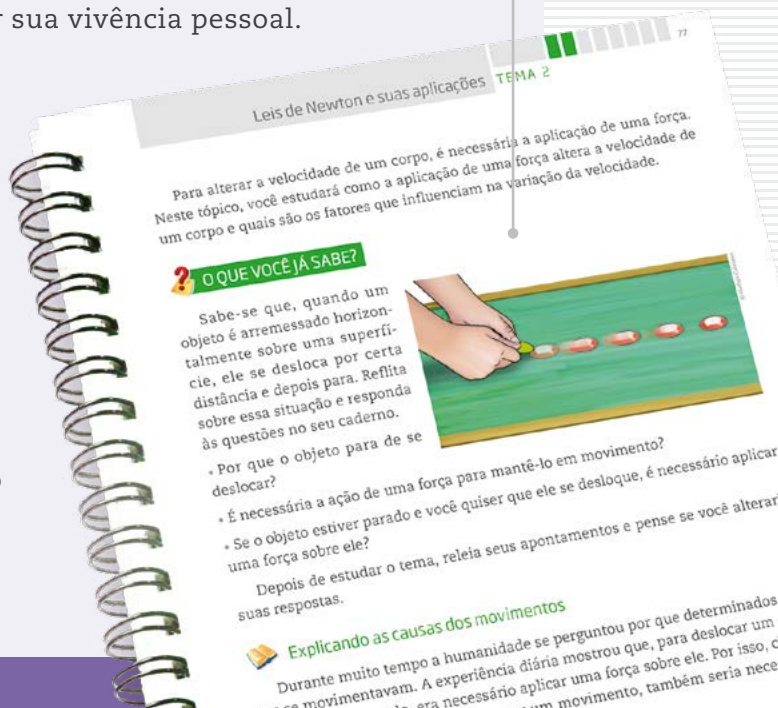 r sua vivência pessoal.
77
Leis de Newton e suas aplicações TEMA 2
Para alterar a velocidade de um corpo, é necessária a aplicação de uma força.
Neste tópico, você estudará como a aplicação de uma força altera a velocidade de
um corpo e quais são os fatores que influenciam na variação da velocidade.
O QUE VOCÊ JÁ SABE?
Sabe-se que, quando um
objeto é arremessado horizon-
talmente sobre uma superfí-
cie, ele se desloca por certa
distância e depois para. Reflita
sobre essa situação e responda
às questões no seu caderno.
• Por que o objeto para de se
deslocar?
• É necessária a ação de uma força para mantê-lo em movimento?
• Se o objeto estiver parado e você quiser que ele se desloque, é necessário aplicar
uma força sobre ele?
Depois de estudar o tema, releia seus apontamentos e pense se você alteraria
suas respostas.
Explicando as causas dos movimentos
Durante muito tempo a humanidade se perguntou por que determinados
se movimentavam. A experiência diária mostrou que, para deslocar um
era necessário aplicar uma força sobre ele. Por isso,
um movimento, também seria nece